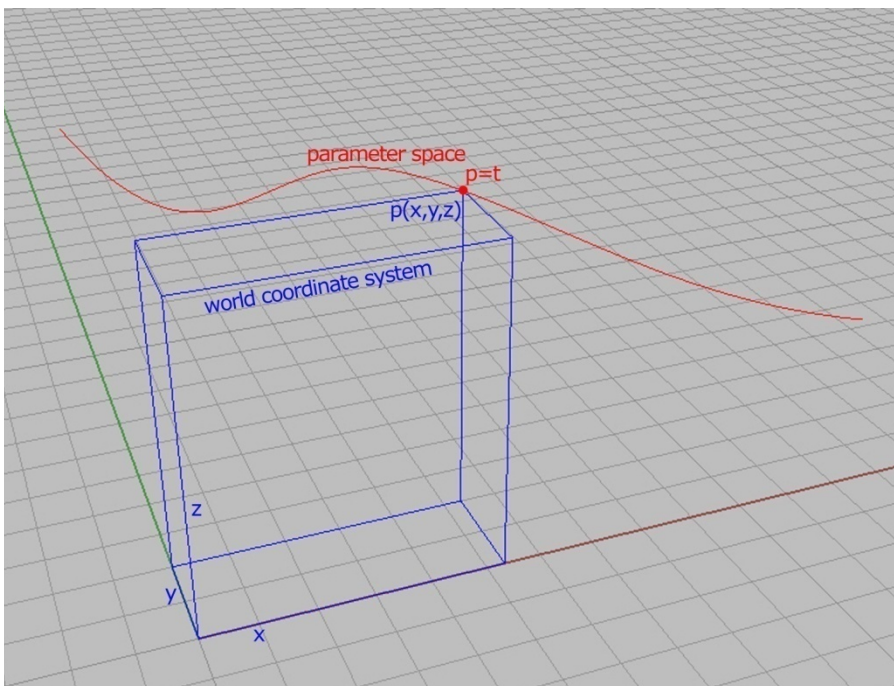 parameter space
p=t
p(x,y,z)
world coordinate system
z
y
x